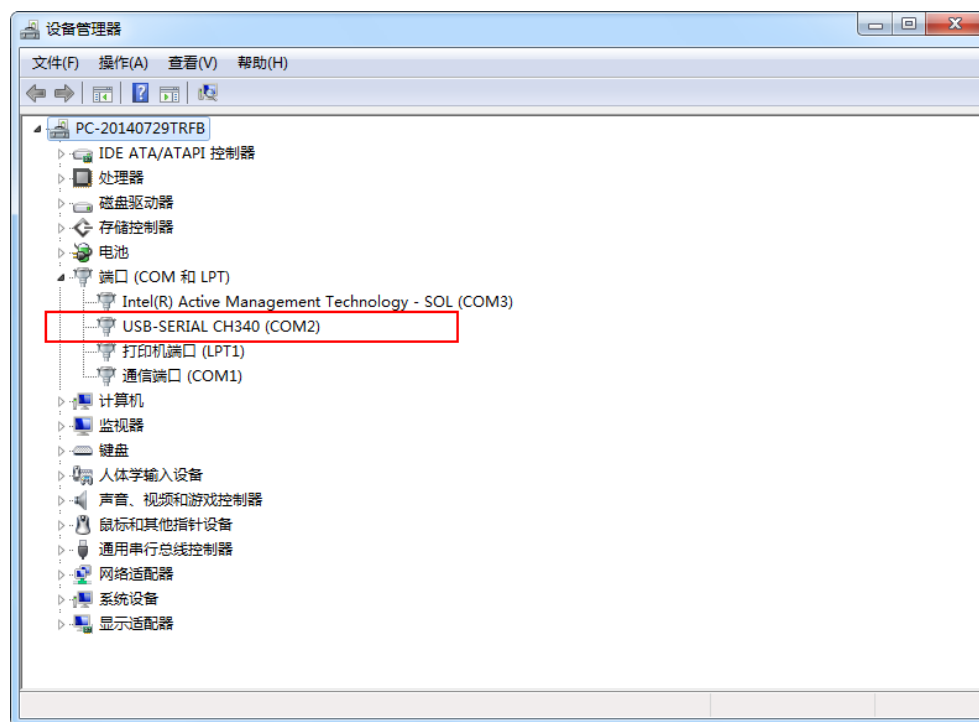 设备管理器
文件(F) 操作(A) 查看(V) 帮助(H)
PC-20140729TRFB
IDE ATA/ATAPI 控制器
处理器
磁盘驱动器
存储控制器
电池
端口 (COM 和 LPT)
Intel(R) Active Management Technology - SOL (COM3)
USB-SERIAL CH340 (COM2)
打印机端口 (LPT1)
通信端口 (COM1)
计算机
监视器
键盘
人体学输入设备
声音、视频和游戏控制器
鼠标和其他指针设备
通用串行总线控制器
网络适配器
系统设备
显示适配器